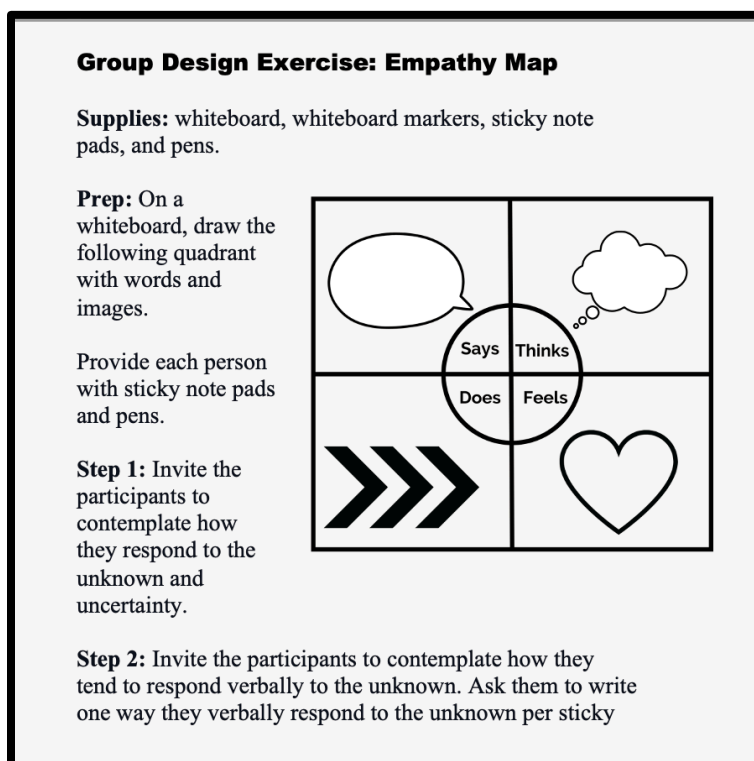 Group Design Exercise: Empathy Map
Supplies: whiteboard, whiteboard markers, sticky note
pads, and pens.
Prep: On a
whiteboard, draw the
following quadrant
with words and
images.
Provide each person
with sticky note pads
and pens.
Step 1: Invite the
participants to
contemplate how
they respond to the
unknown and
uncertainty.
Says Thinks
Does Feels
Step 2: Invite the participants to contemplate how they
tend to respond verbally to the unknown. Ask them to write
one way they verbally respond to the unknown per sticky